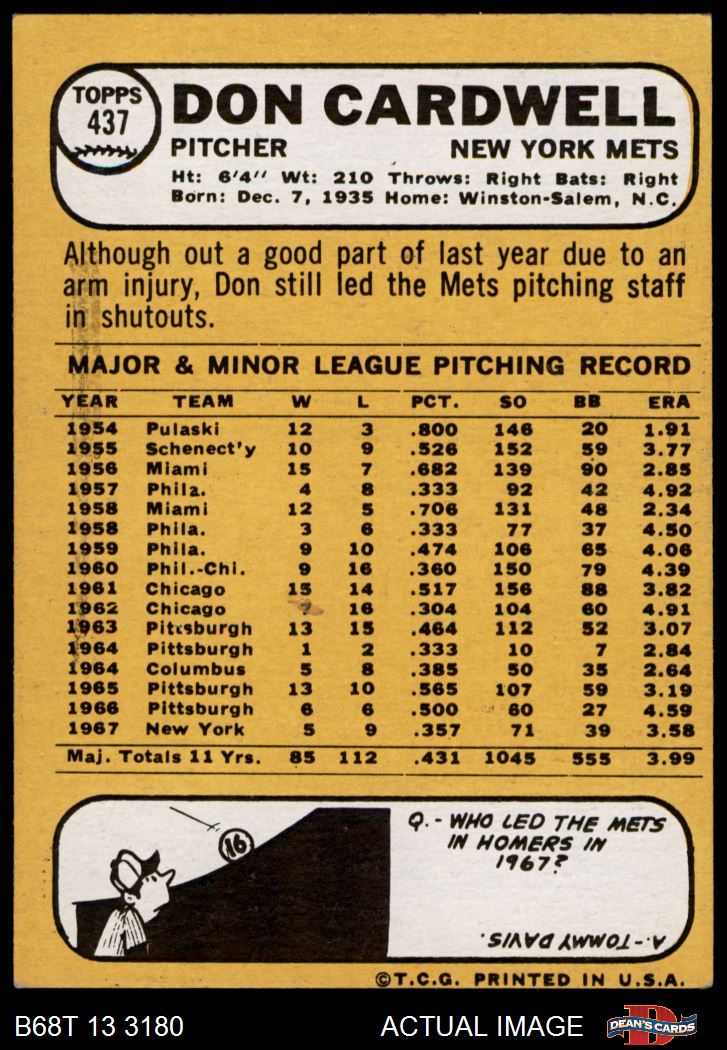 TOPPS
437
DON CARDWELL
PITCHER NEW YORK METS
Ht: 6'4" Wt: 210 Throws: Right Bats: Right
Born: Dec. 7, 1935 Home: Winston-Salem, N.C.
Although out a good part of last year due to an
arm injury, Don still led the Mets pitching staff
in shutouts.
MAJOR & MINOR LEAGUE PITCHING RECORD
YEAR TEAM W L PCT. SO BB ERA
1954 Pulaski 12 3 .800 146 20 1.91
1955 Schenect'y 10 9 .526 152 59 3.77
1956 Miami 15 7 .682 139 90 2.85
1957 Phila. 4 8 .333 92 42 4.92
1958 Miami 12 5 .706 131 48 2.34
1958 Phila. 3 6 .333 77 37 4.50
1959 Phila. 9 10 .474 106 65 4.06
1960 Phil.-Chi. 9 16 .360 150 79 4.39
1961 Chicago 15 14 .517 156 88 3.82
1962 Chicago 16 .304 104 60 4.91
1963 Pittsburgh 13 15 .464 112 52 3.07
1964 Pittsburgh 1 2 .333 10 7 2.84
1964 Columbus 5 8 .385 50 35 2.64
1965 Pittsburgh 13 10 .565 107 59 3.19
1966 Pittsburgh 6 6 .500 60 27 4.59
1967 New York 5 9 .357 71 39 3.58
Maj. Totals 11 Yrs. 85 112 .431 1045 555 3.99
16
Q.- WHO LED THE METS
IN HOMERS IN
1967?
A.- TOMMY DAVIS.
©T.C.G. PRINTED IN U.S.A.
B68T 13 3180 ACTUAL IMAGE DEAN'S CARDS